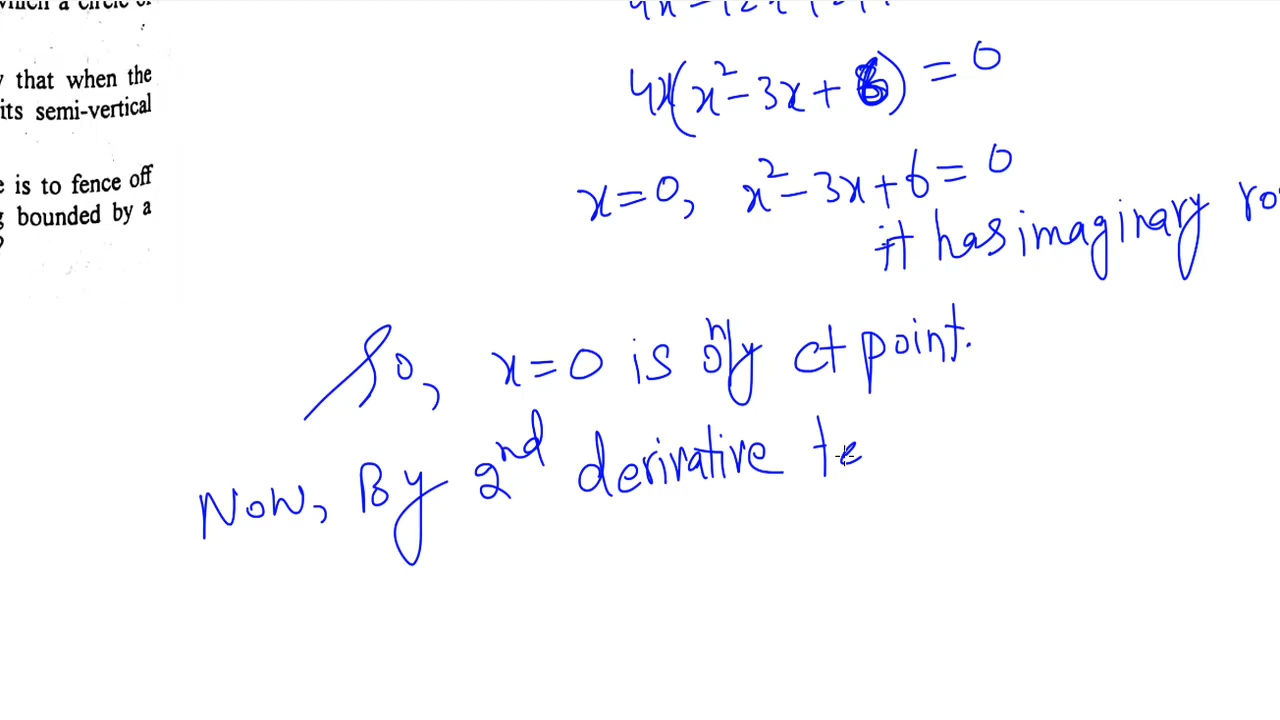 that when the
its semi-vertical
is to fence off
bounded by a
4x(x² - 3x + 6) = 0
x = 0, x² - 3x + 6 = 0
it has imaginary
So, x = 0 is only ct point.
Now, By 2nd derivative te